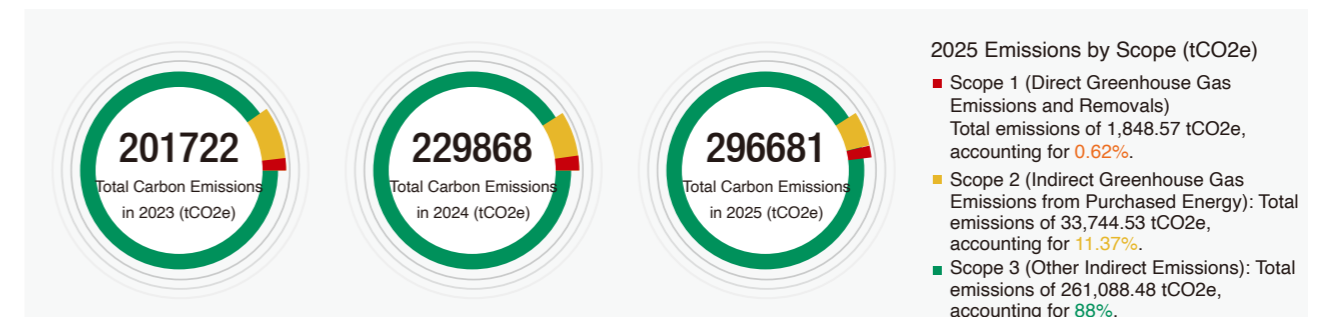 201722
Total Carbon Emissions
in 2023 (tCO2e)
229868
Total Carbon Emissions
in 2024 (tCO2e)
296681
Total Carbon Emissions
in 2025 (tCO2e)
2025 Emissions by Scope (tCO2e)
Scope 1 (Direct Greenhouse Gas
Emissions and Removals)
Total emissions of 1,848.57 tCO2e,
accounting for 0.62%.
Scope 2 (Indirect Greenhouse Gas
Emissions from Purchased Energy): Total
emissions of 33,744.53 tCO2e,
accounting for 11.37%.
Scope 3 (Other Indirect Emissions): Total
emissions of 261,088.48 tCO2e,
accounting for 88%.